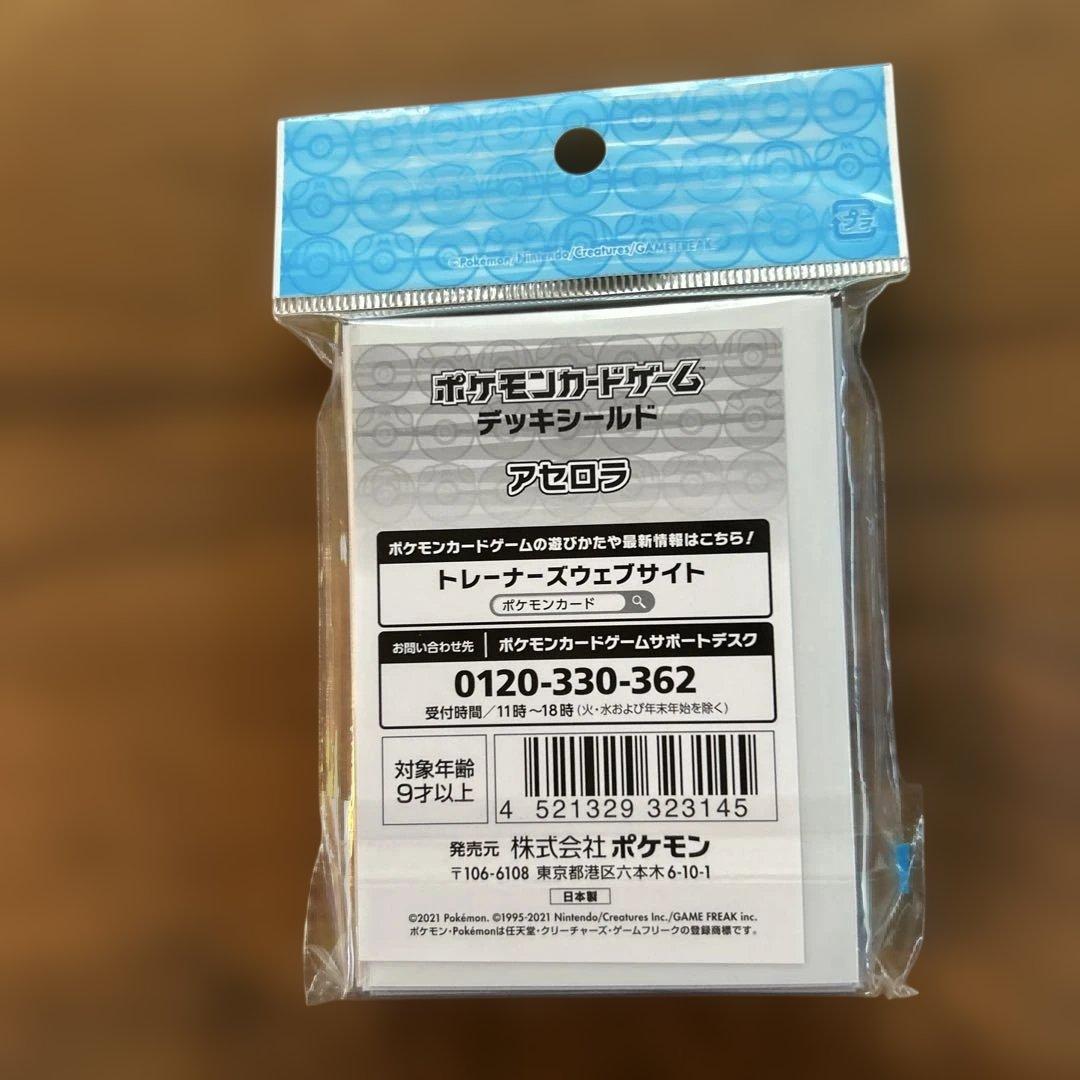 プラ
©Pokémon/Nintendo/Creatures/GAME FREAK
ポケモンカードゲーム™
デッキシールド
アセロラ
ポケモンカードゲームの遊びかたや最新情報はこちら!
トレーナーズウェブサイト
ポケモンカード
お問い合わせ先 ポケモンカードゲームサポートデスク
0120-330-362
受付時間/11時~18時(火・水および年末年始を除く)
対象年齢
9才以上
4 521329 323145
発売元 株式会社 ポケモン
〒106-6108 東京都港区六本木6-10-1
日本製
©2021 Pokémon. ©1995-2021 Nintendo/Creatures Inc./GAME FREAK inc.
ポケモン・Pokémonは任天堂・クリーチャーズ・ゲームフリークの登録商標です。